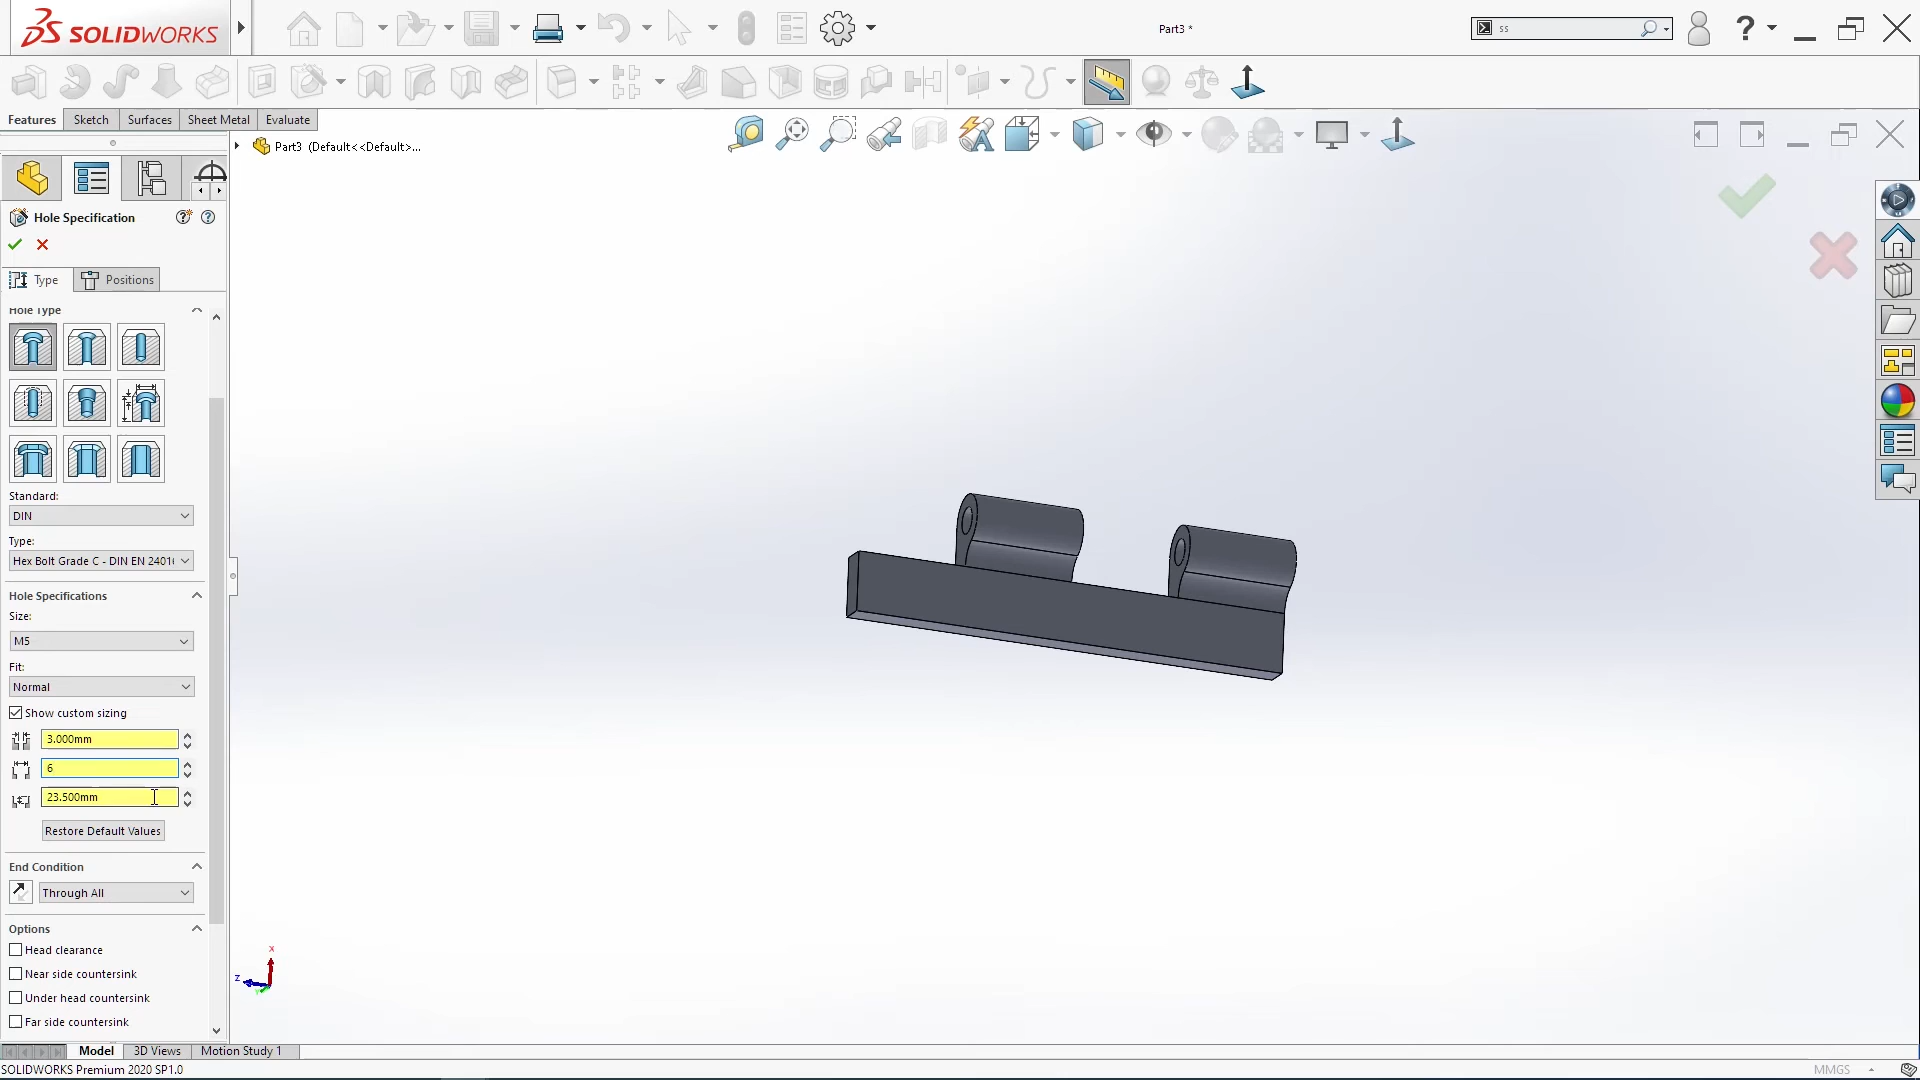 SOLIDWORKS
Part3 *
ss
Features
Sketch
Surfaces
Sheet Metal
Evaluate
Part3 (Default<<Default>...
Hole Specification
Type
Positions
Hole Type
Standard:
DIN
Type:
Hex Bolt Grade C - DIN EN 2401(
Hole Specifications
Size:
M5
Fit:
Normal
Show custom sizing
3.000mm
6
23.500mm
Restore Default Values
End Condition
Through All
Options
Head clearance
Near side countersink
Under head countersink
Far side countersink
x
z
Y
Model
3D Views
Motion Study 1
SOLIDWORKS Premium 2020 SP1.0
MMGS